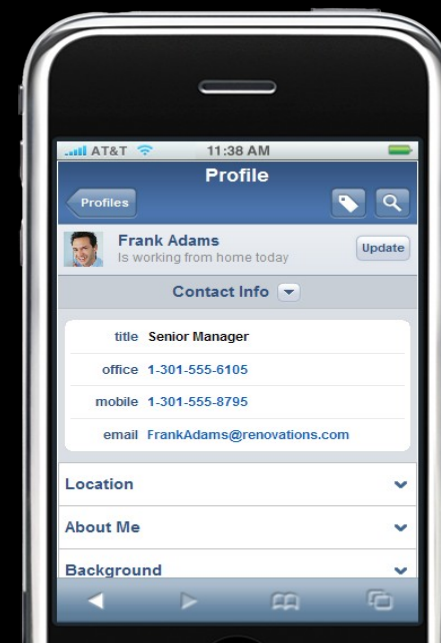 AT&T 11:38 AM
Profile
Profiles
Frank Adams
Is working from home today
Update
Contact Info
title Senior Manager
office 1-301-555-6105
mobile 1-301-555-8795
email FrankAdams@renovations.com
Location
About Me
Background